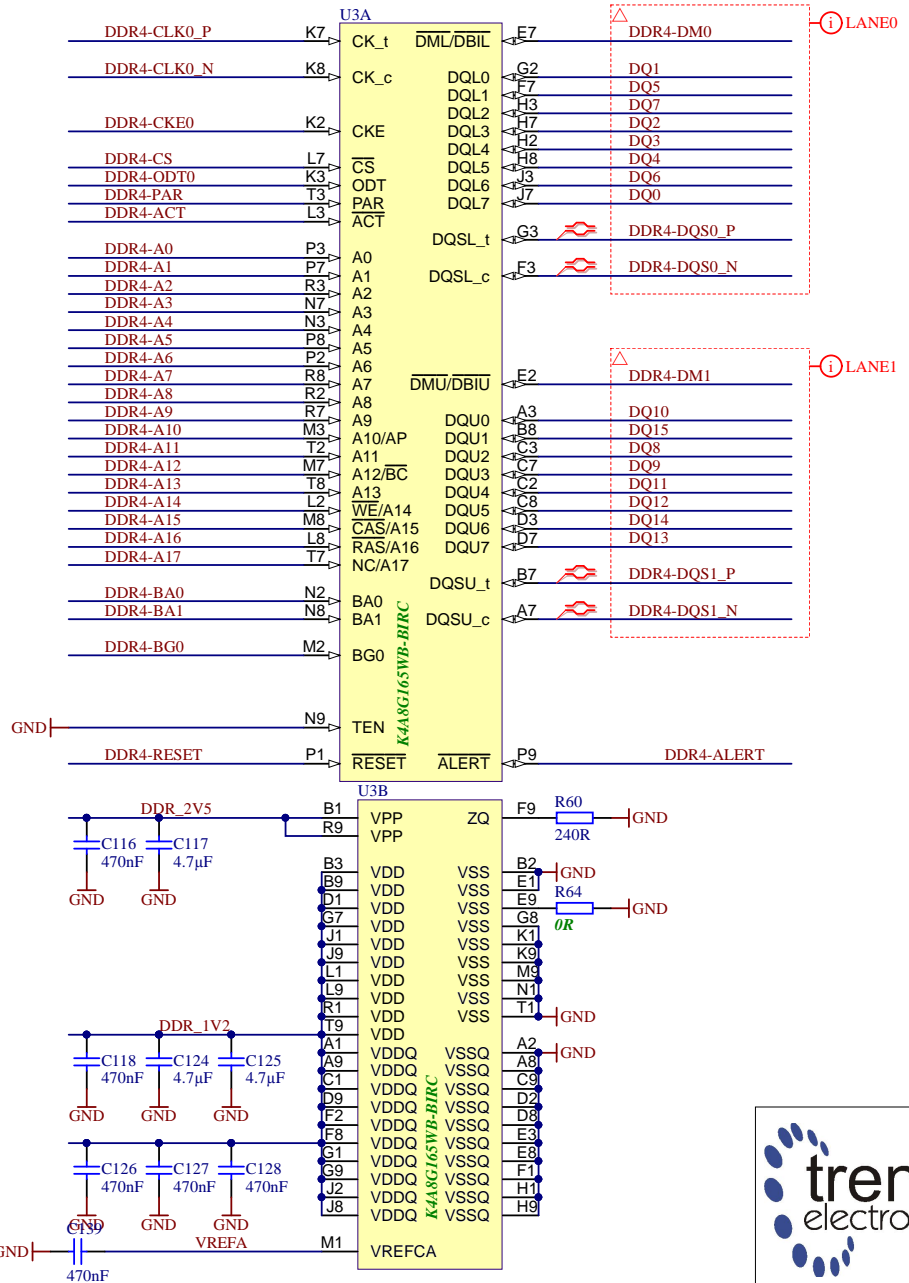 U3A
DDR4-CLK0_P K7 CK_t DML/DBIL E7 DDR4-DM0 LANE0
DDR4-CLK0_N K8 CK_c DQL0 G2 DQ1
DQL1 F7 DQ5
DQL2 H3 DQ7
DDR4-CKE0 K2 CKE DQL3 H7 DQ2
DQL4 H2 DQ3
DDR4-CS L7 CS DQL5 H8 DQ4
DDR4-ODT0 K3 ODT DQL6 J3 DQ6
DDR4-PAR T3 PAR DQL7 J7 DQ0
DDR4-ACT L3 ACT
DQSL_t G3 DDR4-DQS0_P
DDR4-A0 P3 A0
DDR4-A1 P7 A1 DQSL_c F3 DDR4-DQS0_N
DDR4-A2 R3 A2
DDR4-A3 N7 A3
DDR4-A4 N3 A4
DDR4-A5 P8 A5
DDR4-A6 P2 A6 LANE1
DDR4-A7 R8 A7 DMU/DBIU E2 DDR4-DM1
DDR4-A8 R2 A8
DDR4-A9 R7 A9 DQU0 A3 DQ10
DDR4-A10 M3 A10/AP DQU1 B8 DQ15
DDR4-A11 T2 A11 DQU2 C3 DQ8
DDR4-A12 M7 A12/BC DQU3 C7 DQ9
DDR4-A13 T8 A13 DQU4 C2 DQ11
DDR4-A14 L2 WE/A14 DQU5 C8 DQ12
DDR4-A15 M8 CAS/A15 DQU6 D3 DQ14
DDR4-A16 L8 RAS/A16 DQU7 D7 DQ13
DDR4-A17 T7 NC/A17
DQSU_t B7 DDR4-DQS1_P
DDR4-BA0 N2 BA0
DDR4-BA1 N8 BA1 DQSU_c A7 DDR4-DQS1_N
DDR4-BG0 M2 BG0
K4A8G165WB-BIRC
GND N9 TEN
DDR4-RESET P1 RESET ALERT P9 DDR4-ALERT
U3B
DDR_2V5 B1 VPP ZQ F9 R60 GND
R9 VPP 240R
C116 C117
470nF 4.7µF
GND GND
B3 VDD VSS B2 GND
B9 VDD VSS E1
D1 VDD VSS E9 R64 GND
G7 VDD VSS G8 0R
J1 VDD VSS K1
J9 VDD VSS K9
L1 VDD VSS M9
L9 VDD VSS N1
R1 VDD VSS T1 GND
DDR_1V2 T9 VDD
A1 VDDQ VSSQ A2 GND
A9 VDDQ VSSQ A8
C1 VDDQ VSSQ C9
D9 VDDQ VSSQ D2
F2 VDDQ VSSQ D8
F8 VDDQ VSSQ E3
G1 VDDQ VSSQ E8
G9 VDDQ VSSQ F1
J2 VDDQ VSSQ H1
J8 VDDQ VSSQ H9
C118 C124 C125
470nF 4.7µF 4.7µF
GND GND GND
C126 C127 C128
470nF 470nF 470nF
GND GND GND
K4A8G165WB-BIRC
C139
GND VREFA M1 VREFCA
470nF
tren
electro